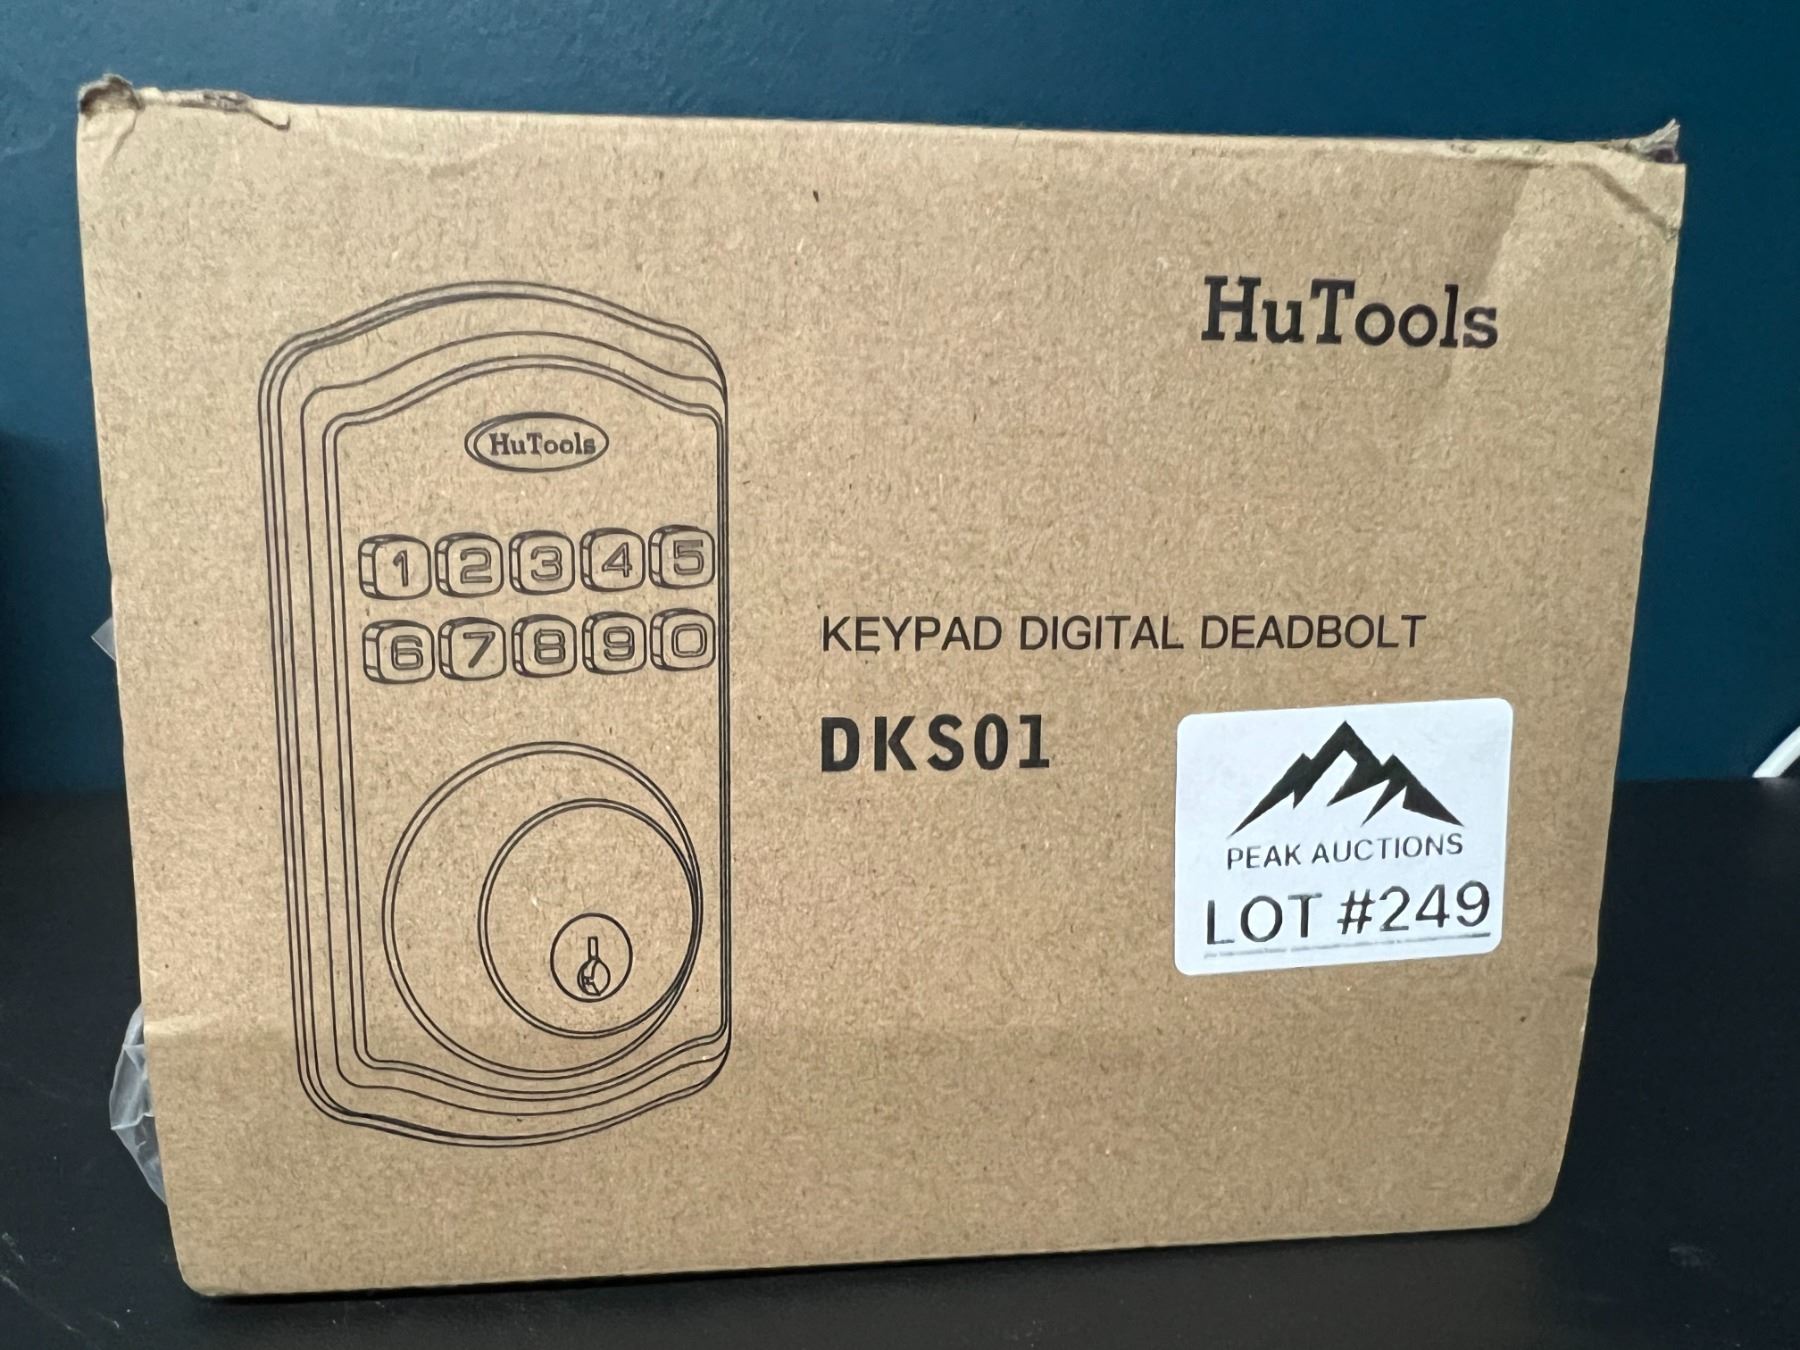 HuTools
HuTools
1 2 3 4 5
6 7 8 9 0
KEYPAD DIGITAL DEADBOLT
DKS01
PEAK AUCTIONS
LOT #249